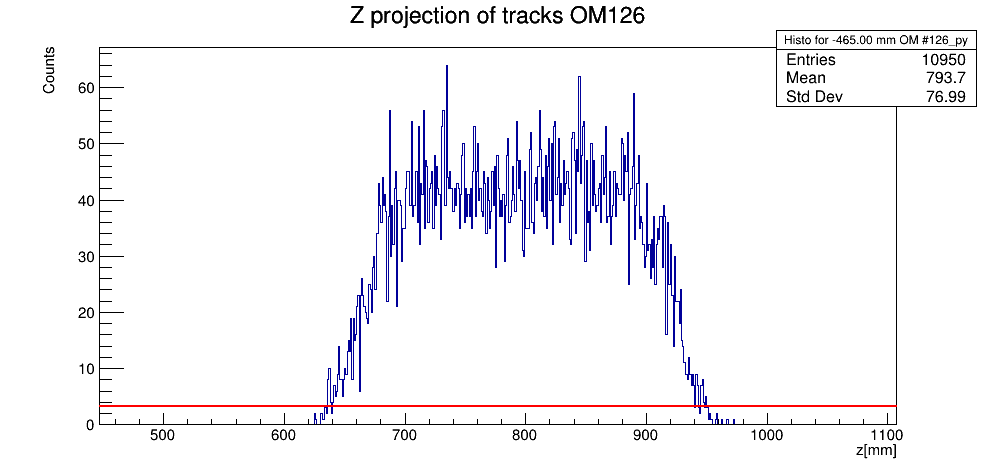 Z projection of tracks OM126
Histo for -465.00 mm OM #126_py
Entries 10950
Mean 793.7
Std Dev 76.99
Counts
60
50
40
30
20
10
0
500 600 700 800 900 1000 1100
z[mm]